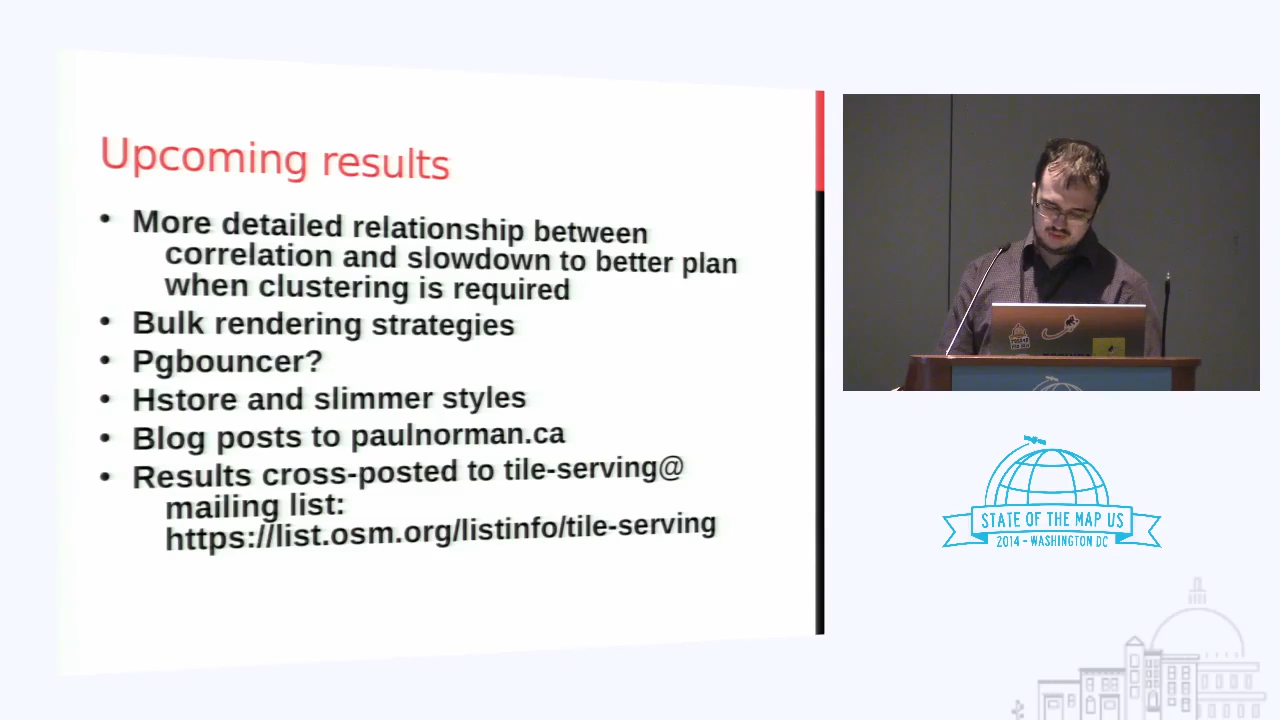 Upcoming results
• More detailed relationship between
correlation and slowdown to better plan
when clustering is required
• Bulk rendering strategies
• Pgbouncer?
• Hstore and slimmer styles
• Blog posts to paulnorman.ca
• Results cross-posted to tile-serving@
mailing list:
https://list.osm.org/listinfo/tile-serving
STATE OF THE MAP US
2014 - WASHINGTON DC